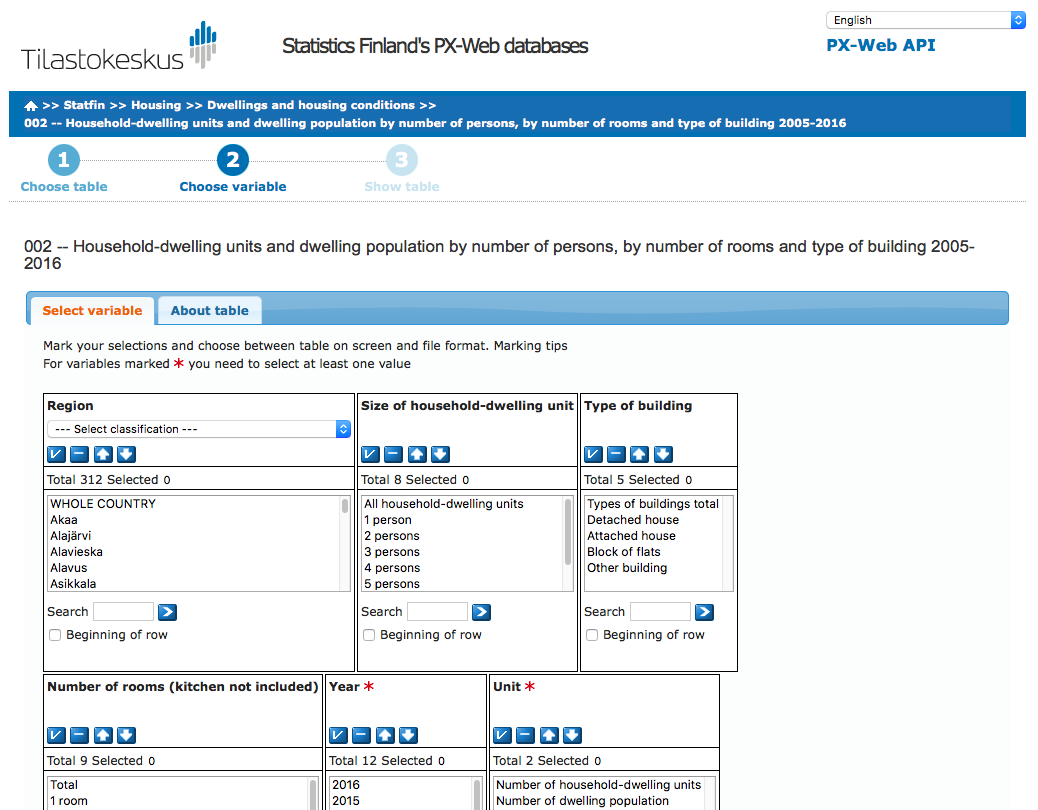 Tilastokeskus
Statistics Finland's PX-Web databases
English
PX-Web API
>> Statfin >> Housing >> Dwellings and housing conditions >>
002 -- Household-dwelling units and dwelling population by number of persons, by number of rooms and type of building 2005-2016
1
2
3
Choose table
Choose variable
Show table
002 -- Household-dwelling units and dwelling population by number of persons, by number of rooms and type of building 2005-
2016
Select variable
About table
Mark your selections and choose between table on screen and file format. Marking tips
For variables marked * you need to select at least one value
Region
--- Select classification ---
Total 312 Selected 0
WHOLE COUNTRY
Akaa
Alajärvi
Alavieska
Alavus
Asikkala
Search
Beginning of row
Size of household-dwelling unit
Total 8 Selected 0
All household-dwelling units
1 person
2 persons
3 persons
4 persons
5 persons
Search
Beginning of row
Type of building
Total 5 Selected 0
Types of buildings total
Detached house
Attached house
Block of flats
Other building
Search
Beginning of row
Number of rooms (kitchen not included)
Total 9 Selected 0
Total
1 room
Year *
Total 12 Selected 0
2016
2015
Unit *
Total 2 Selected 0
Number of household-dwelling units
Number of dwelling population